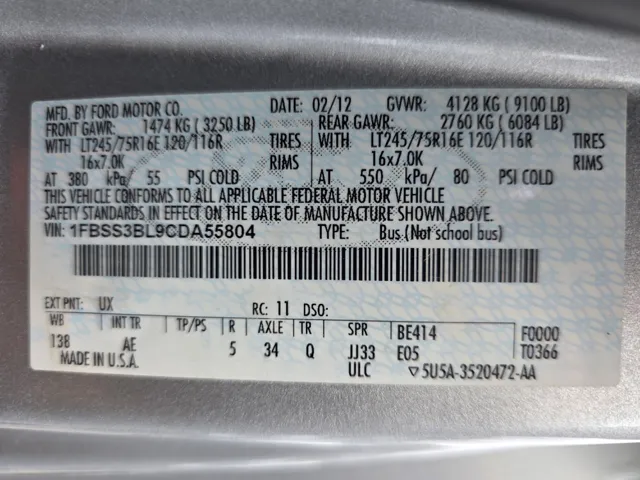 MFD. BY FORD MOTOR CO. DATE: 02/12 GVWR: 4128 KG ( 9100 LB)
FRONT GAWR: 1474 KG ( 3250 LB) REAR GAWR: 2760 KG ( 6084 LB)
WITH LT245/75R16E 120/116R TIRES WITH LT245/75R16E 120/116R TIRES
16x7.0K RIMS 16x7.0K RIMS
AT 380 kPa/ 55 PSI COLD AT 550 kPa/ 80 PSI COLD
THIS VEHICLE CONFORMS TO ALL APPLICABLE FEDERAL MOTOR VEHICLE
SAFETY STANDARDS IN EFFECT ON THE DATE OF MANUFACTURE SHOWN ABOVE.
VIN: 1FBSS3BL9CDA55804 TYPE: Bus (Not school bus)
EXT PNT: UX RC: 11 DSO:
WB INT TR TP/PS R AXLE TR SPR BE414 F0000
138 AE 5 34 Q JJ33 E05 T0366
MADE IN U.S.A. ULC ▽5U5A-3520472-AA